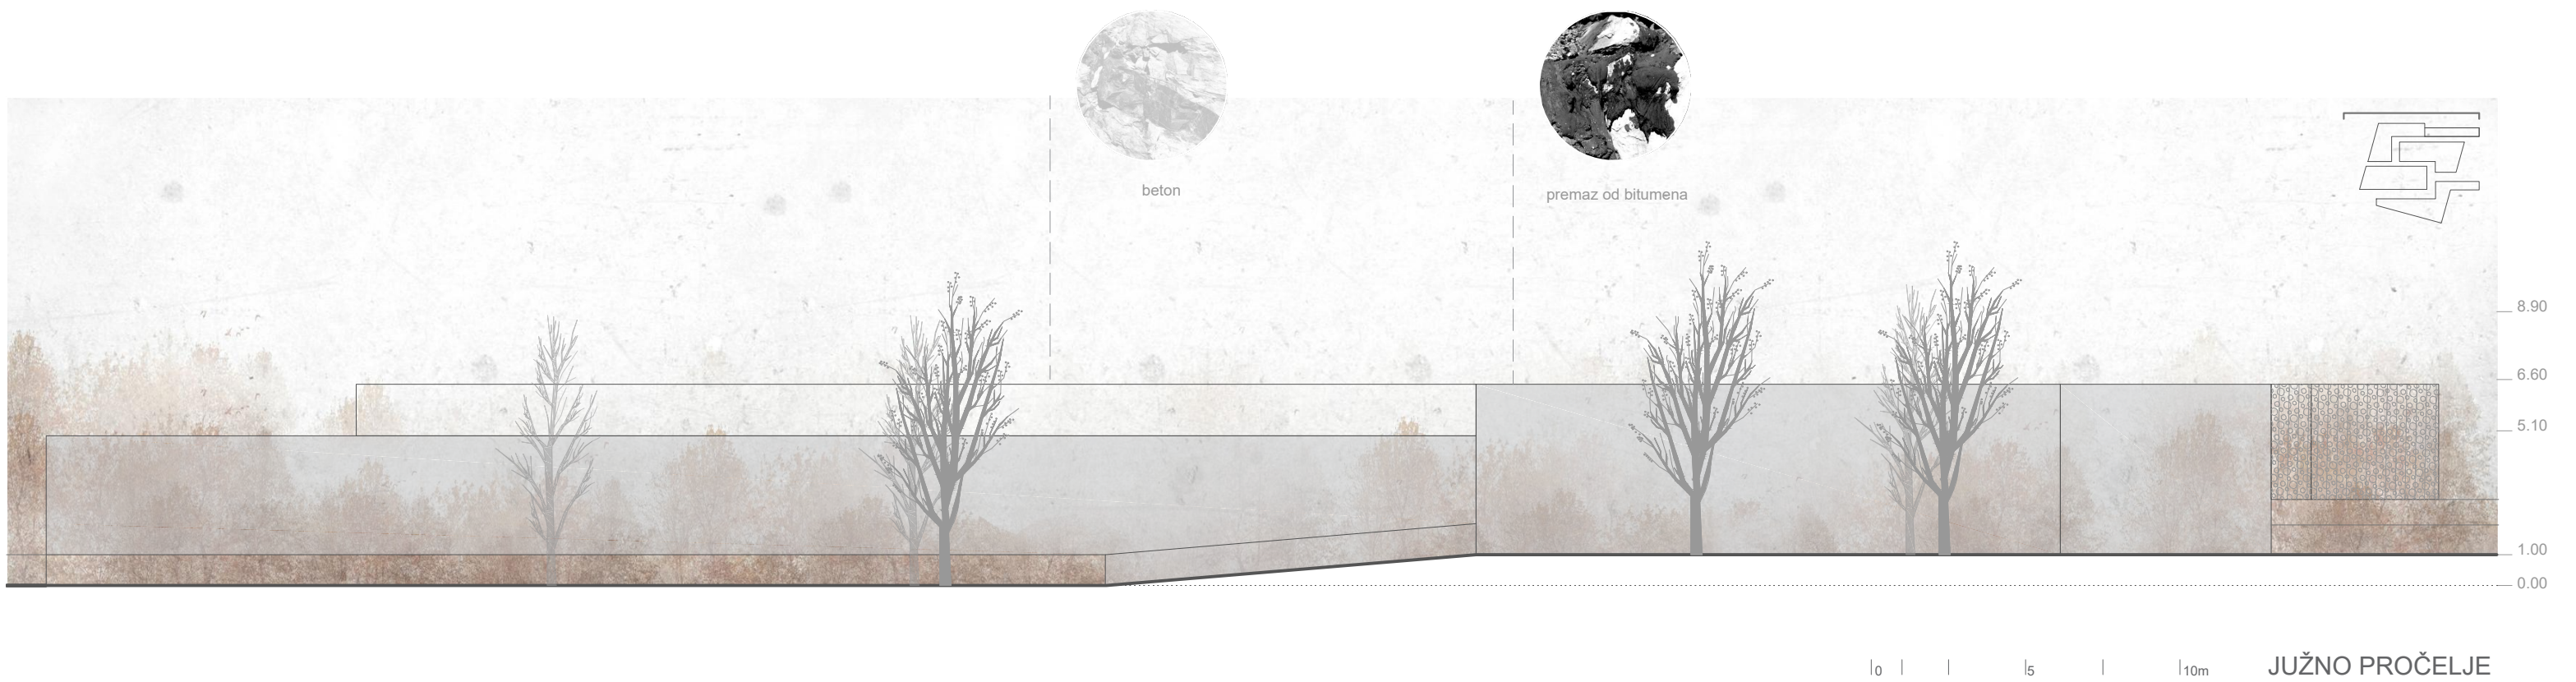 beton
premaz od bitumena
8.90
6.60
5.10
1.00
0.00
0 5 10m
JUŽNO PROČELJE